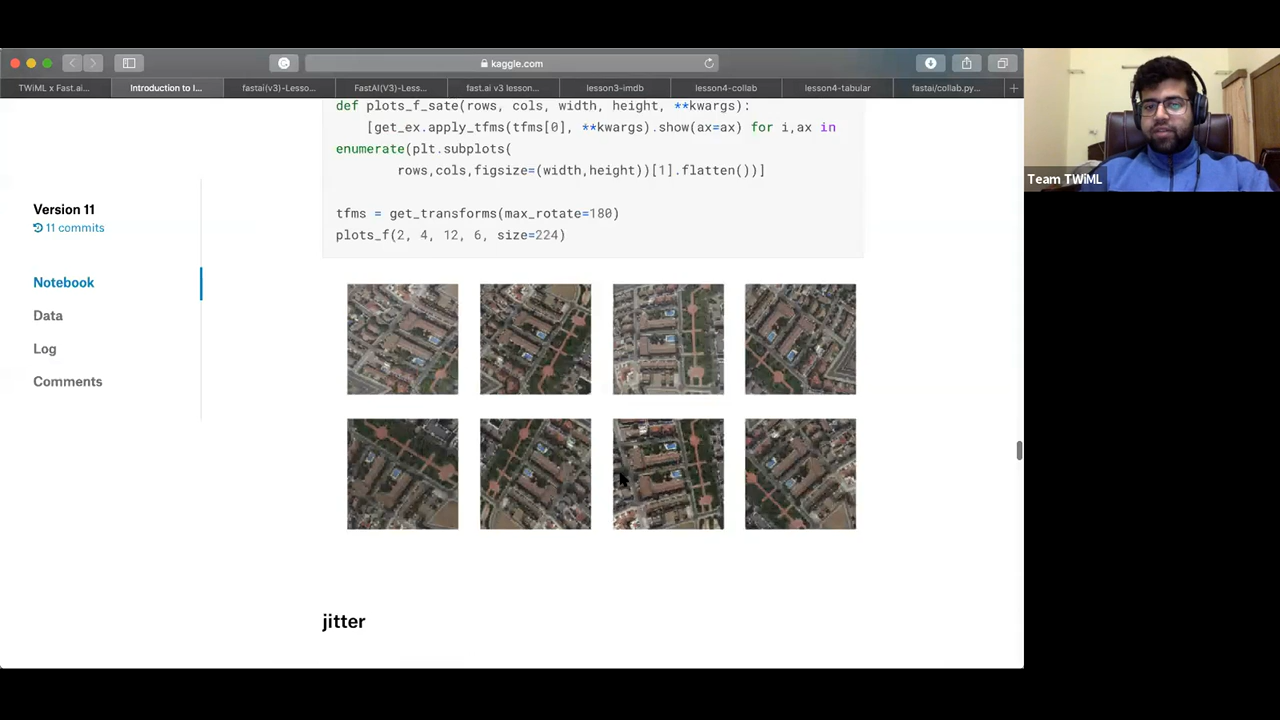 kaggle.com
TWiML x Fast.ai...
Introduction to I...
fastai(v3)-Lesso...
FastAI(V3)-Less...
fast.ai v3 lesson...
lesson3-imdb
lesson4-collab
lesson4-tabular
fastai/collab.py...
def plots_f_sate(rows, cols, width, height, **kwargs):
[get_ex.apply_tfms(tfms[0], **kwargs).show(ax=ax) for i,ax in
enumerate(plt.subplots(
rows,cols,figsize=(width,height))[1].flatten())]
tfms = get_transforms(max_rotate=180)
plots_f(2, 4, 12, 6, size=224)
Version 11
11 commits
Notebook
Data
Log
Comments
jitter
Team TWiML